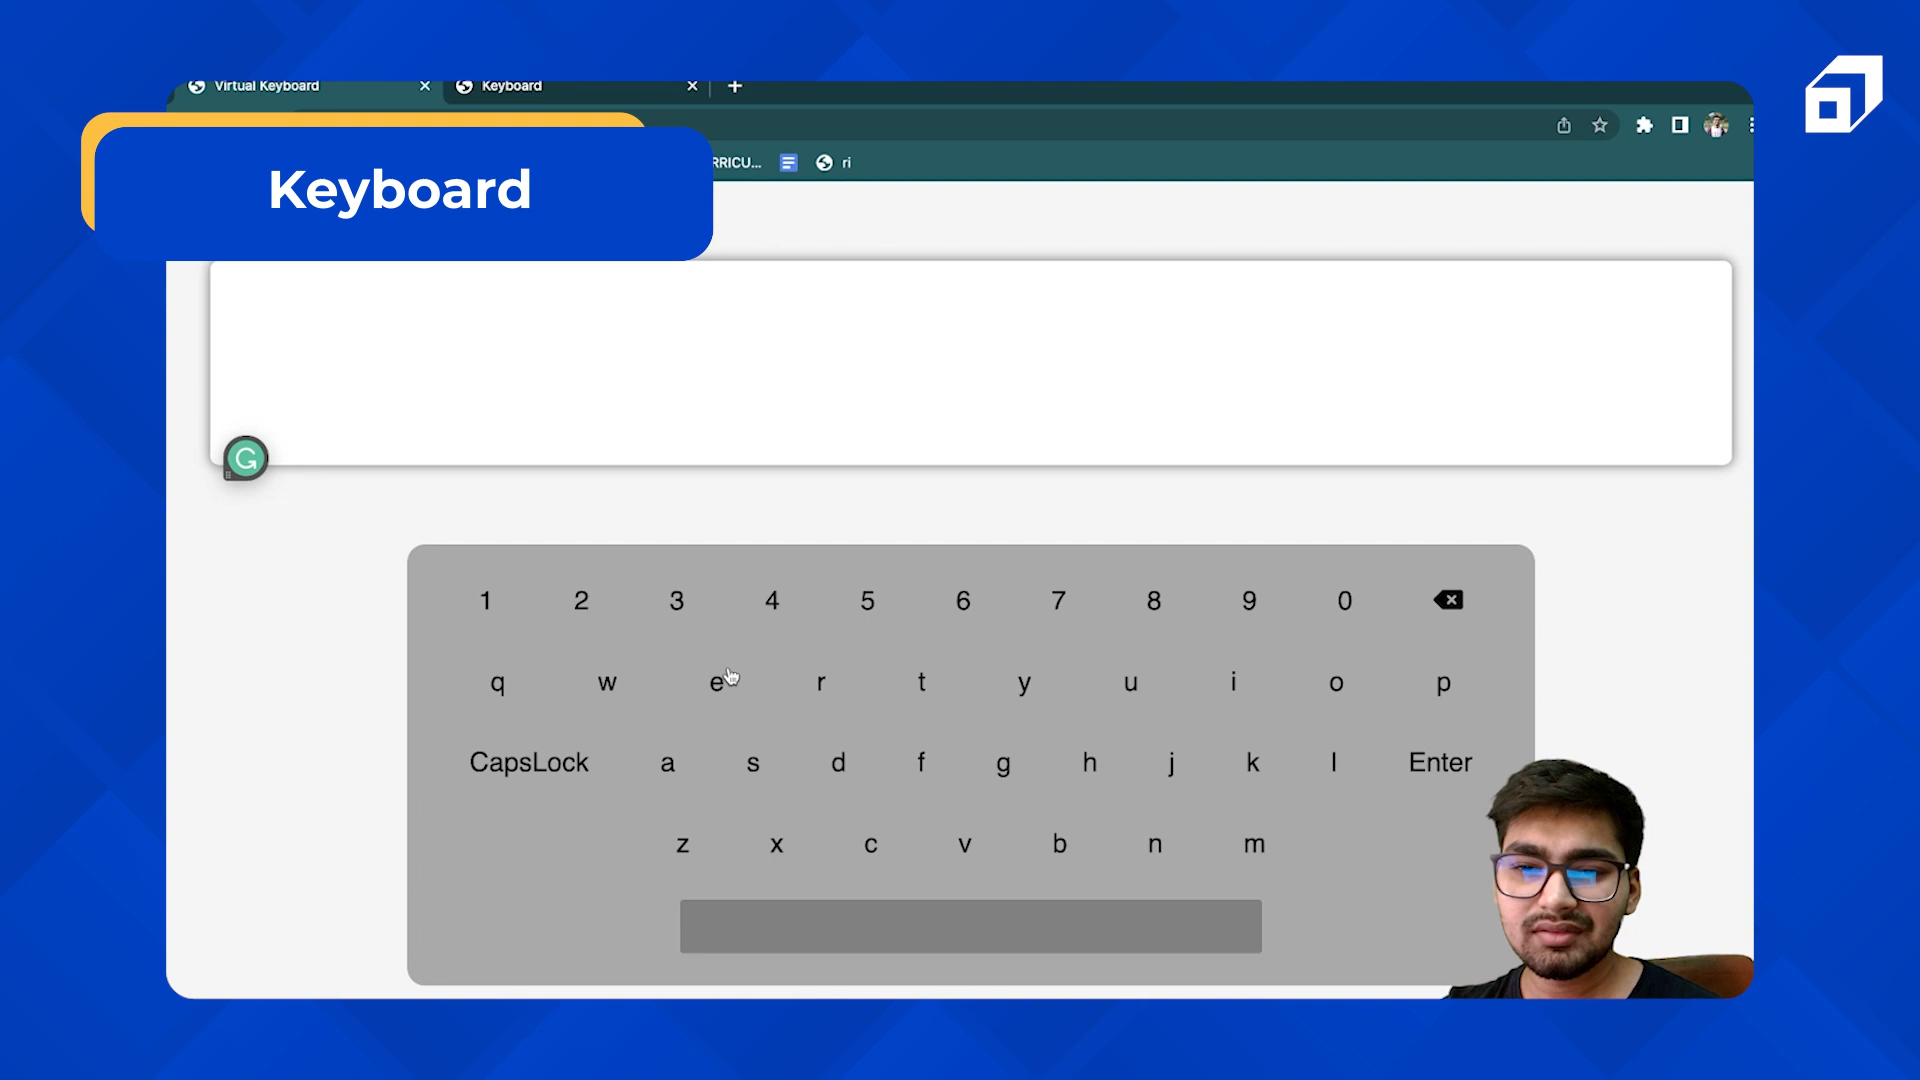 Virtual Keyboard
Keyboard
Keyboard
RRICU...
ri
1 2 3 4 5 6 7 8 9 0
q w e r t y u i o p
CapsLock a s d f g h j k l Enter
z x c v b n m